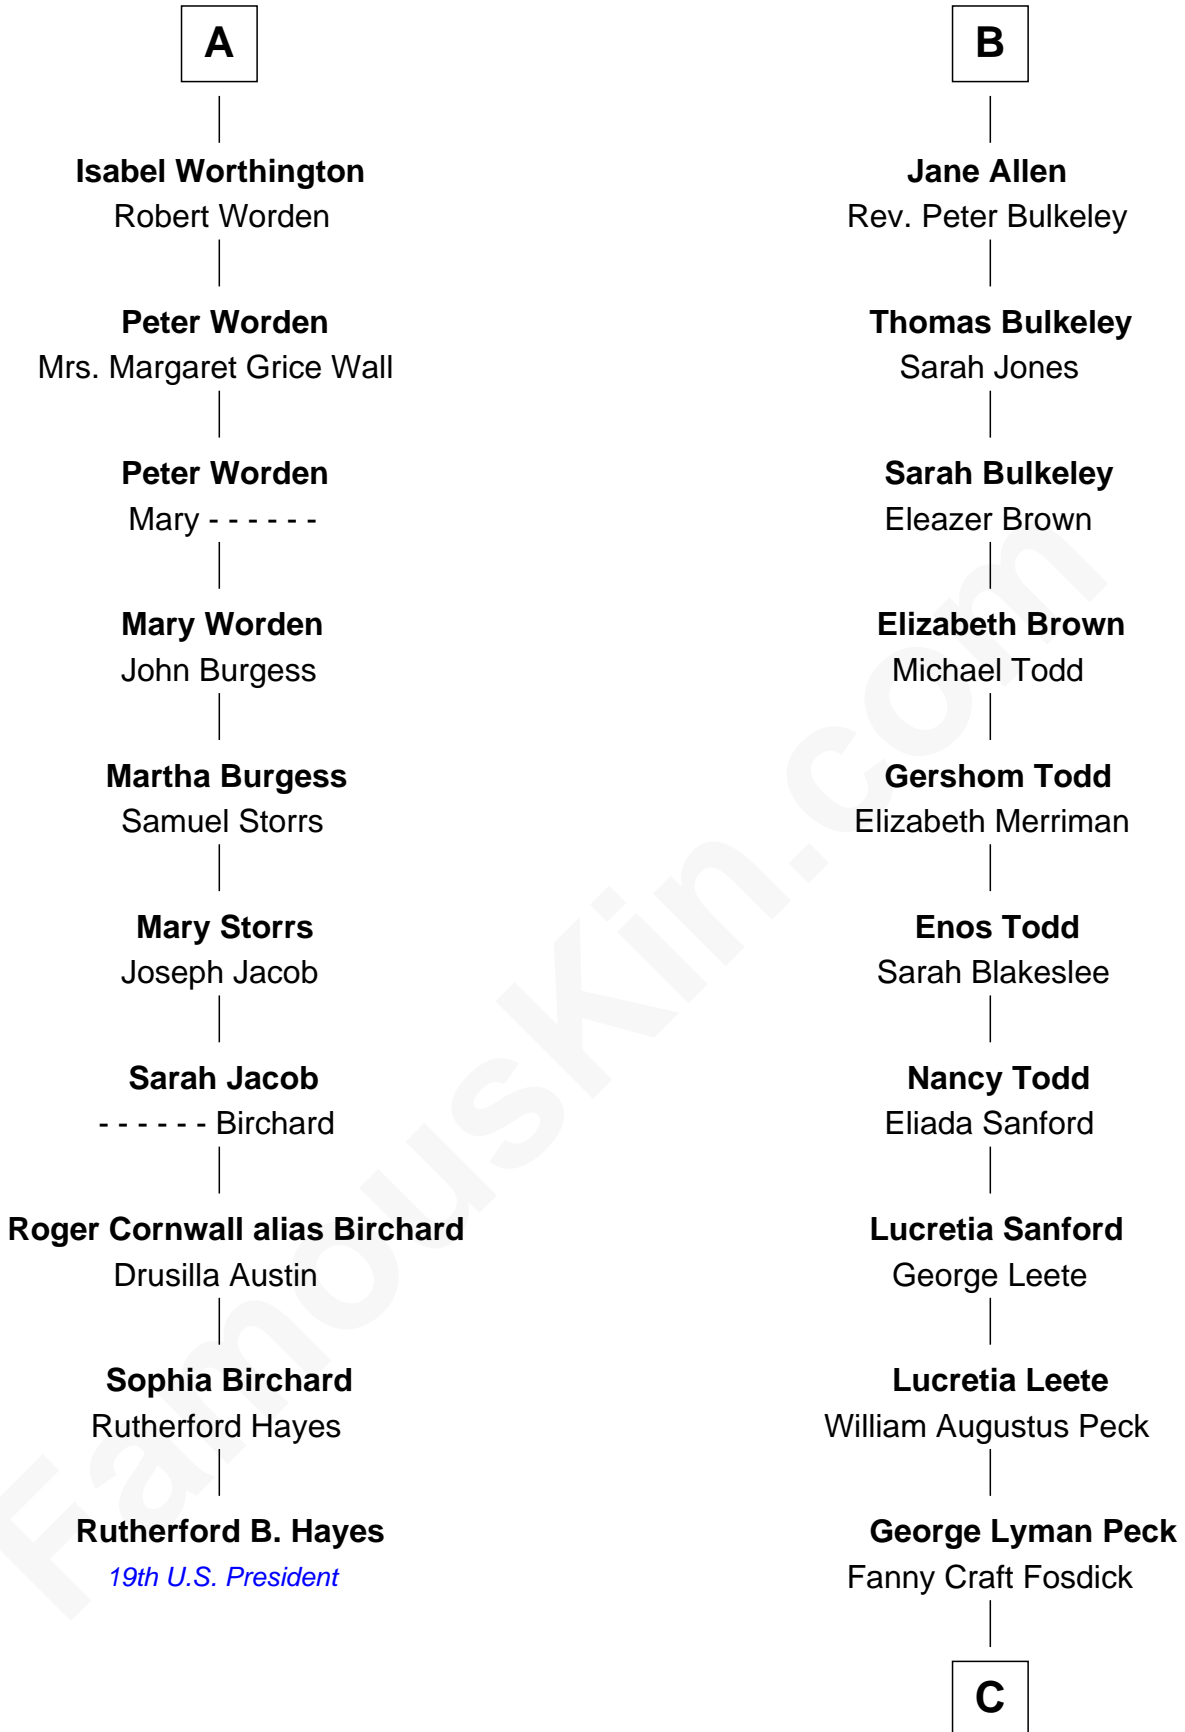 A
Isabel Worthington
Robert Worden
Peter Worden
Mrs. Margaret Grice Wall
Peter Worden
Mary - - - - - -
Mary Worden
John Burgess
Martha Burgess
Samuel Storrs
Mary Storrs
Joseph Jacob
Sarah Jacob
- - - - - - Birchard
Roger Cornwall alias Birchard
Drusilla Austin
Sophia Birchard
Rutherford Hayes
Rutherford B. Hayes
19th U.S. President
B
Jane Allen
Rev. Peter Bulkeley
Thomas Bulkeley
Sarah Jones
Sarah Bulkeley
Eleazer Brown
Elizabeth Brown
Michael Todd
Gershom Todd
Elizabeth Merriman
Enos Todd
Sarah Blakeslee
Nancy Todd
Eliada Sanford
Lucretia Sanford
George Leete
Lucretia Leete
William Augustus Peck
George Lyman Peck
Fanny Craft Fosdick
C
FamousKin.com